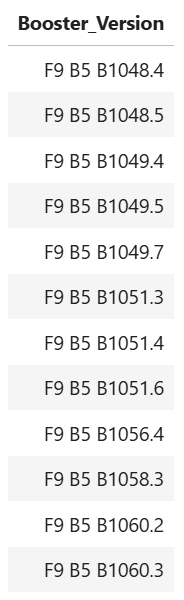 Booster_Version
F9 B5 B1048.4
F9 B5 B1048.5
F9 B5 B1049.4
F9 B5 B1049.5
F9 B5 B1049.7
F9 B5 B1051.3
F9 B5 B1051.4
F9 B5 B1051.6
F9 B5 B1056.4
F9 B5 B1058.3
F9 B5 B1060.2
F9 B5 B1060.3